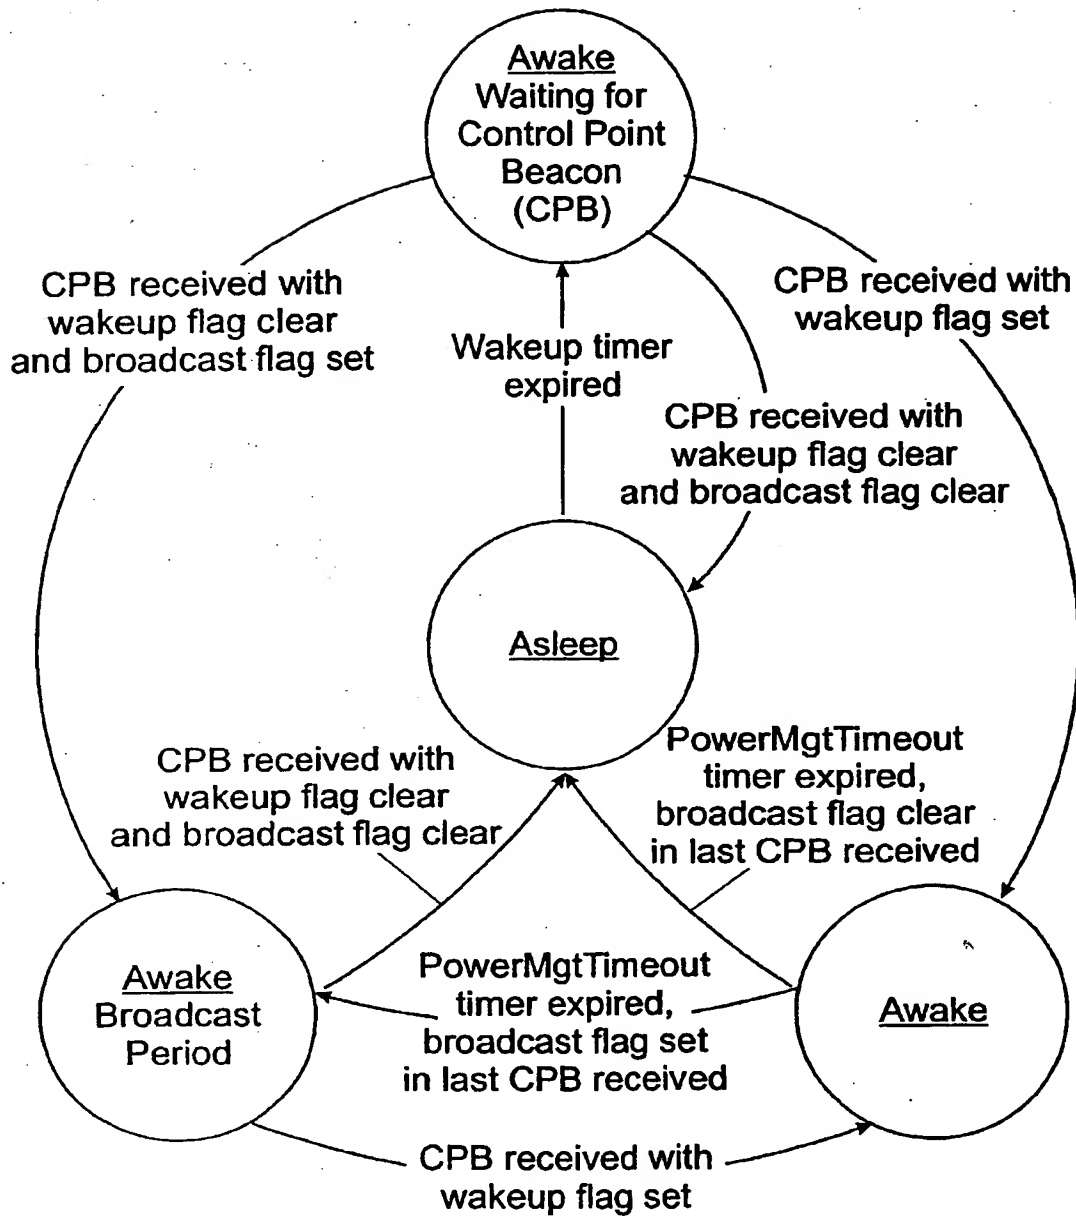 Awake
Waiting for
Control Point
Beacon
(CPB)
CPB received with
wakeup flag clear
and broadcast flag set
CPB received with
wakeup flag set
Wakeup timer
expired
CPB received with
wakeup flag clear
and broadcast flag clear
Asleep
CPB received with
wakeup flag clear
and broadcast flag clear
PowerMgtTimeout
timer expired,
broadcast flag clear
in last CPB received
Awake
Broadcast
Period
PowerMgtTimeout
timer expired,
broadcast flag set
in last CPB received
Awake
CPB received with
wakeup flag set